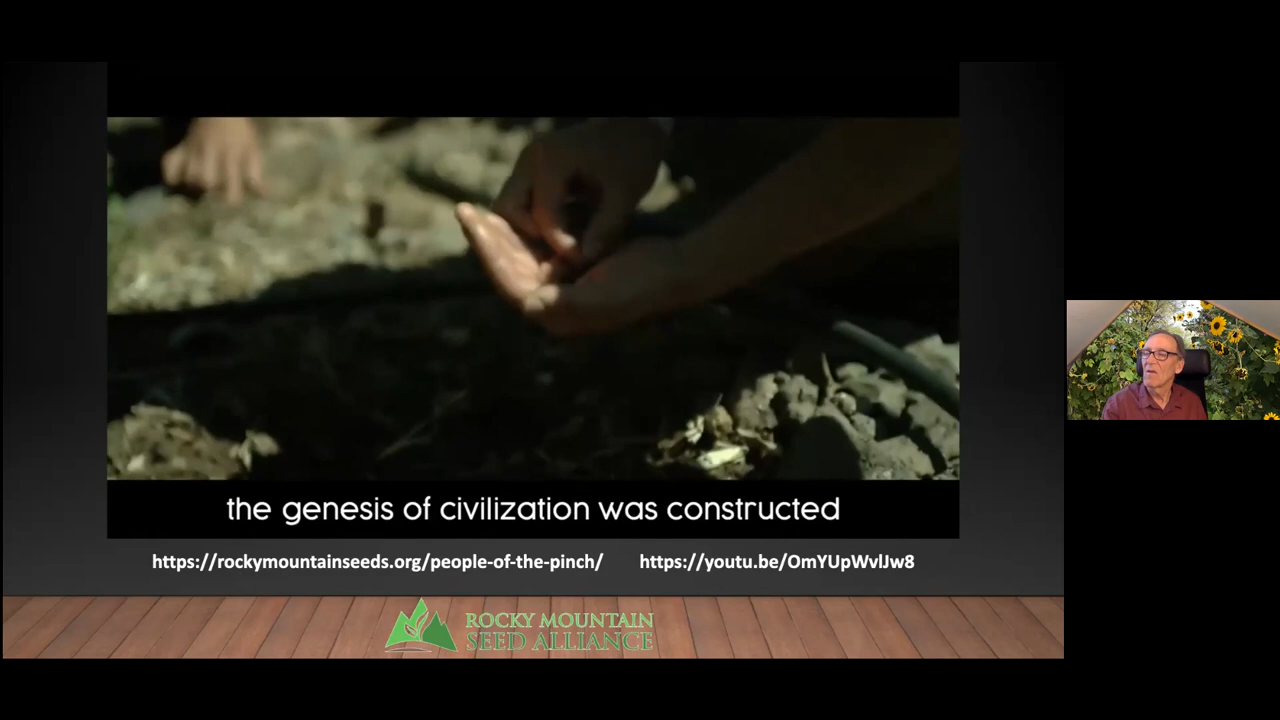 the genesis of civilization was constructed
https://rockymountainseeds.org/people-of-the-pinch/ https://youtu.be/OmYUpWvlJw8
ROCKY MOUNTAIN
SEED ALLIANCE